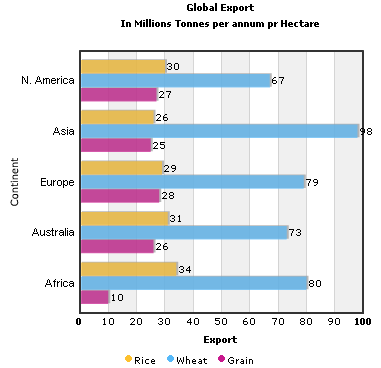 Global Export
In Millions Tonnes per annum pr Hectare
Continent
N. America
30
67
27
Asia
26
98
25
Europe
29
79
28
Australia
31
73
26
Africa
34
80
10
0 10 20 30 40 50 60 70 80 90 100
Export
Rice Wheat Grain